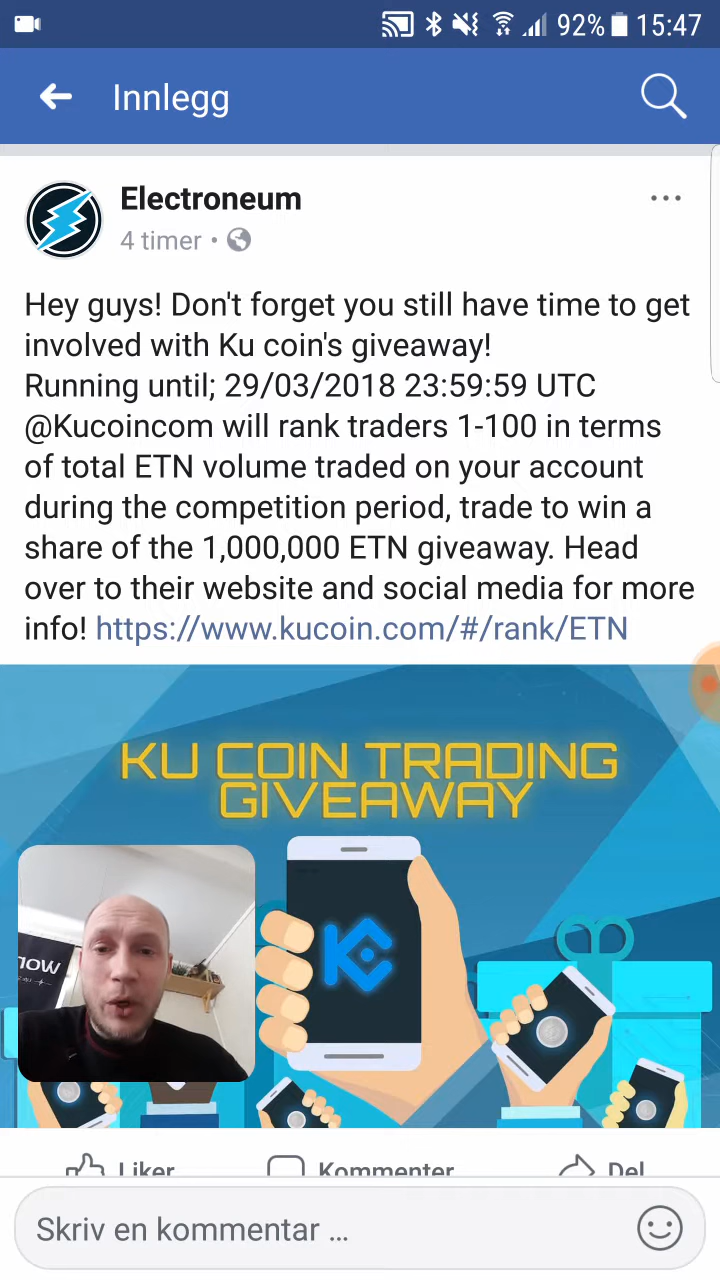 92% 15:47
Innlegg
Electroneum
4 timer •
Hey guys! Don't forget you still have time to get
involved with Ku coin's giveaway!
Running until; 29/03/2018 23:59:59 UTC
@Kucoincom will rank traders 1-100 in terms
of total ETN volume traded on your account
during the competition period, trade to win a
share of the 1,000,000 ETN giveaway. Head
over to their website and social media for more
info! https://www.kucoin.com/#/rank/ETN
KU COIN TRADING
GIVEAWAY
Liker Kommenter Del
Skriv en kommentar ...